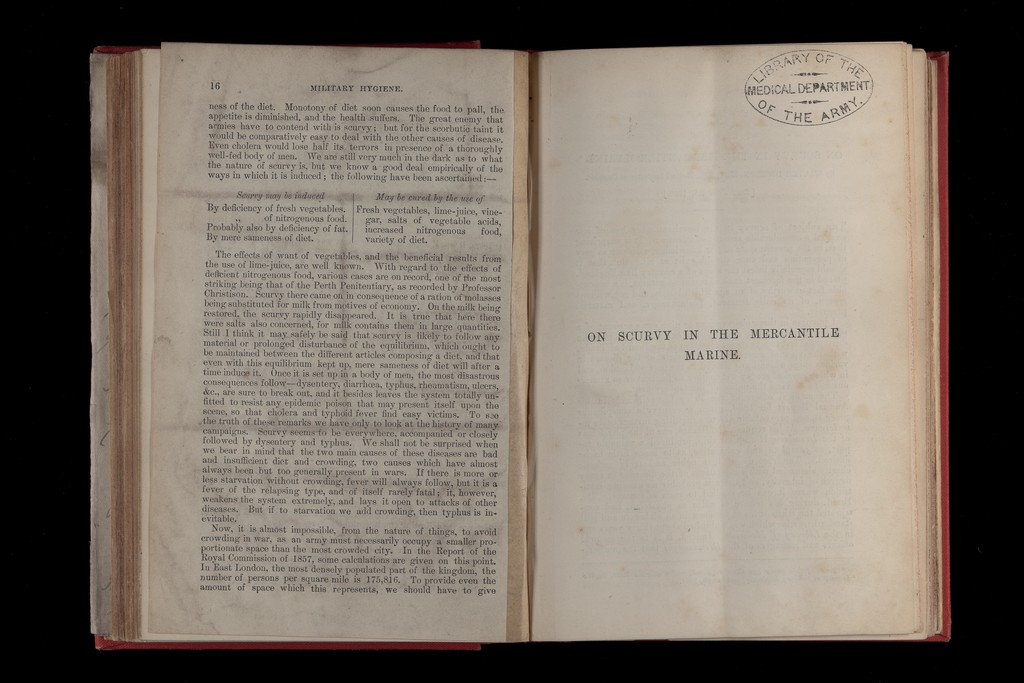 16
MILITARY HYGIENE.
ness of the diet. Monotony of diet soon causes the food to pall, the
appetite is diminished, and the health suffers. The great enemy that
armies have to contend with is scurvy; but for the scorbutic taint it
would be comparatively easy to deal with the other causes of disease.
Even cholera would lose half its terrors in presence of a thoroughly
well-fed body of men. We are still very much in the dark as to what
the nature of scurvy is, but we know a good deal empirically of the
ways in which it is induced; the following have been ascertained:—
Scurvy may be induced
By deficiency of fresh vegetables.
„ of nitrogenous food.
Probably also by deficiency of fat.
By mere sameness of diet.
May be cured by the use of
Fresh vegetables, lime-juice, vine-
gar, salts of vegetable acids,
increased nitrogenous food,
variety of diet.
The effects of want of vegetables, and the beneficial results from
the use of lime-juice, are well known. With regard to the effects of
deficient nitrogenous food, various cases are on record, one of the most
striking being that of the Perth Penitentiary, as recorded by Professor
Christison. Scurvy there came on in consequence of a ration of molasses
being substituted for milk from motives of economy. On the milk being
restored, the scurvy rapidly disappeared. It is true that here there
were salts also concerned, for milk contains them in large quantities.
Still I think it may safely be said that scurvy is likely to follow any
material or prolonged disturbance of the equilibrium, which ought to
be maintained between the different articles composing a diet, and that
even with this equilibrium kept up, mere sameness of diet will after a
time induce it. Once it is set up in a body of men, the most disastrous
consequences follow—dysentery, diarrhœa, typhus, rheumatism, ulcers,
&c., are sure to break out, and it besides leaves the system totally un-
fitted to resist any epidemic poison that may present itself upon the
scene, so that cholera and typhoid fever find easy victims. To see
the truth of these remarks we have only to look at the history of many
campaigns. Scurvy seems to be everywhere, accompanied or closely
followed by dysentery and typhus. We shall not be surprised when
we bear in mind that the two main causes of these diseases are bad
and insufficient diet and crowding, two causes which have almost
always been but too generally present in wars. If there is more or
less starvation without crowding, fever will always follow, but it is a
fever of the relapsing type, and of itself rarely fatal; it, however,
weakens the system extremely, and lays it open to attacks of other
diseases. But if to starvation we add crowding, then typhus is in-
evitable.
Now, it is almost impossible, from the nature of things, to avoid
crowding in war, as an army must necessarily occupy a smaller pro-
portionate space than the most crowded city. In the Report of the
Royal Commission of 1857, some calculations are given on this point.
In East London, the most densely populated part of the kingdom, the
number of persons per square mile is 175,816. To provide even the
amount of space which this represents, we should have to give
LIBRARY OF THE
MEDICAL DEPARTMENT
OF THE ARMY.
ON SCURVY IN THE MERCANTILE
MARINE.